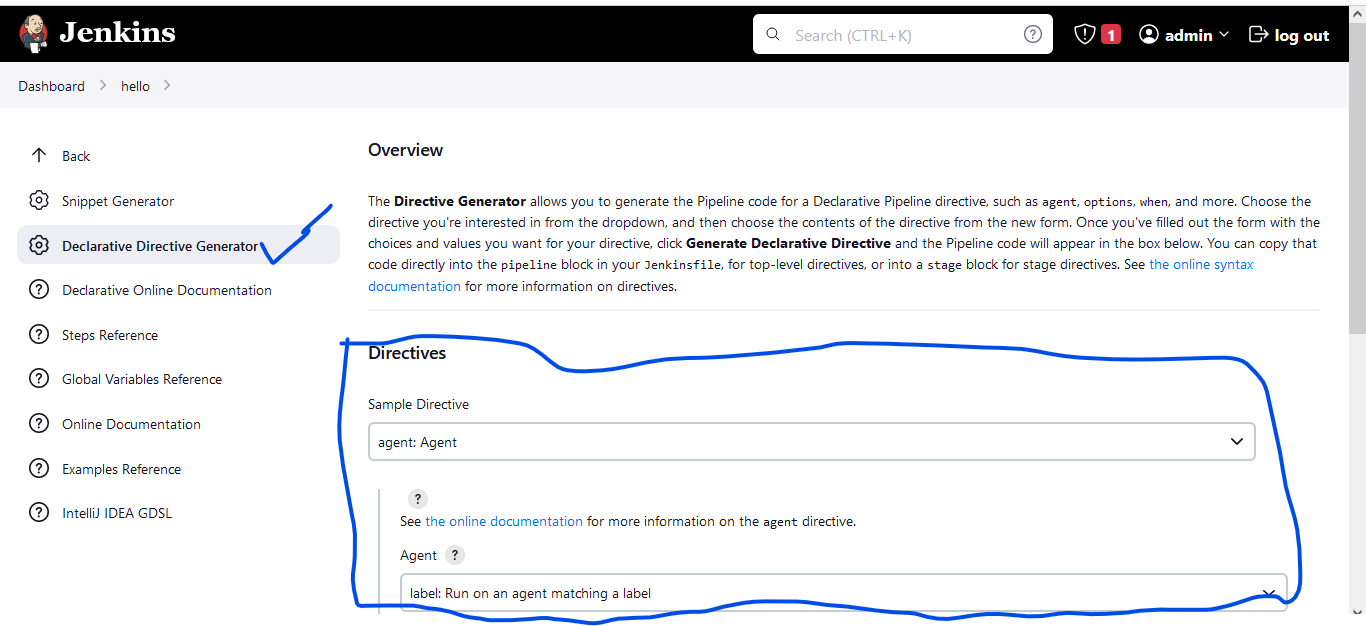 Jenkins
Search (CTRL+K)
1
admin
log out
Dashboard
hello
Back
Snippet Generator
Declarative Directive Generator
Declarative Online Documentation
Steps Reference
Global Variables Reference
Online Documentation
Examples Reference
IntelliJ IDEA GDSL
Overview
The Directive Generator allows you to generate the Pipeline code for a Declarative Pipeline directive, such as agent, options, when, and more. Choose the
directive you're interested in from the dropdown, and then choose the contents of the directive from the new form. Once you've filled out the form with the
choices and values you want for your directive, click Generate Declarative Directive and the Pipeline code will appear in the box below. You can copy that
code directly into the pipeline block in your Jenkinsfile, for top-level directives, or into a stage block for stage directives. See the online syntax
documentation for more information on directives.
Directives
Sample Directive
agent: Agent
?
See the online documentation for more information on the agent directive.
Agent ?
label: Run on an agent matching a label